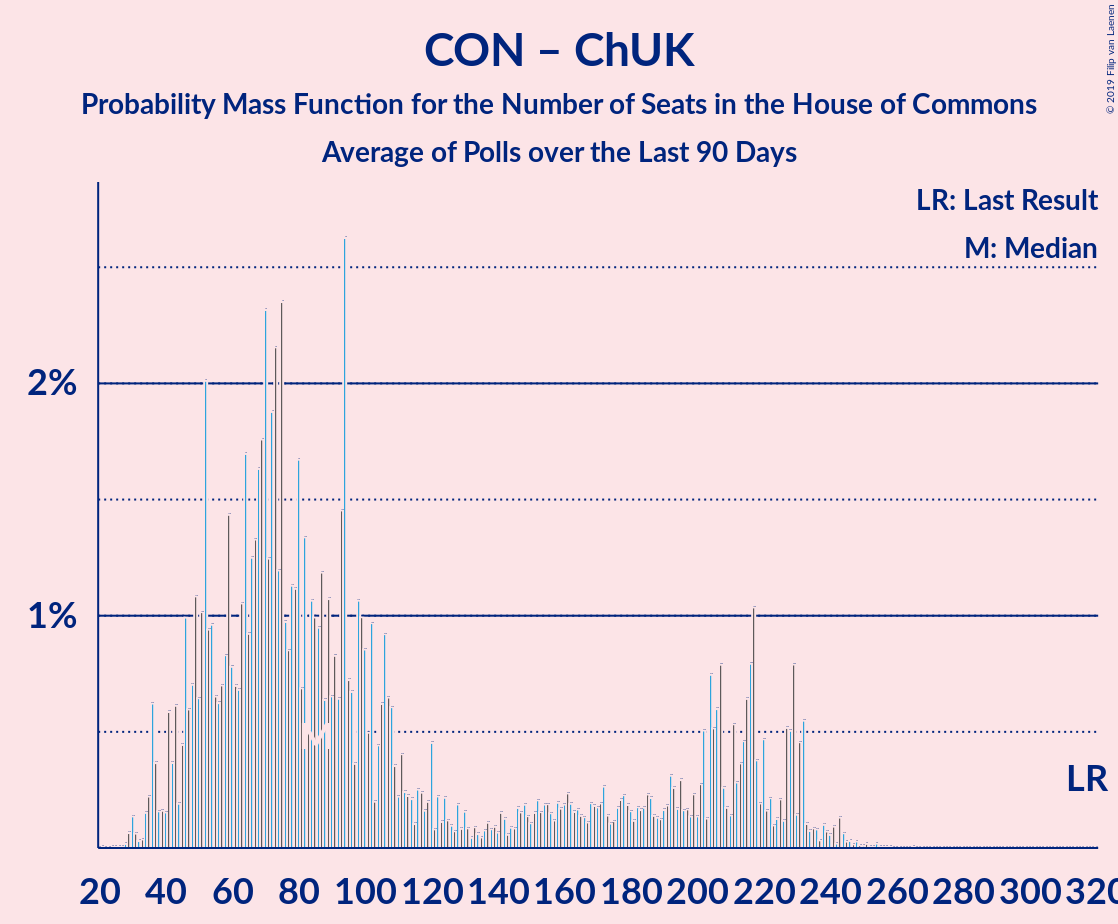 CON – ChUK
Probability Mass Function for the Number of Seats in the House of Commons
Average of Polls over the Last 90 Days
© 2019 Filip van Laenen
LR: Last Result
M: Median
2%
1%
M
LR
20 40 60 80 100 120 140 160 180 200 220 240 260 280 300 320